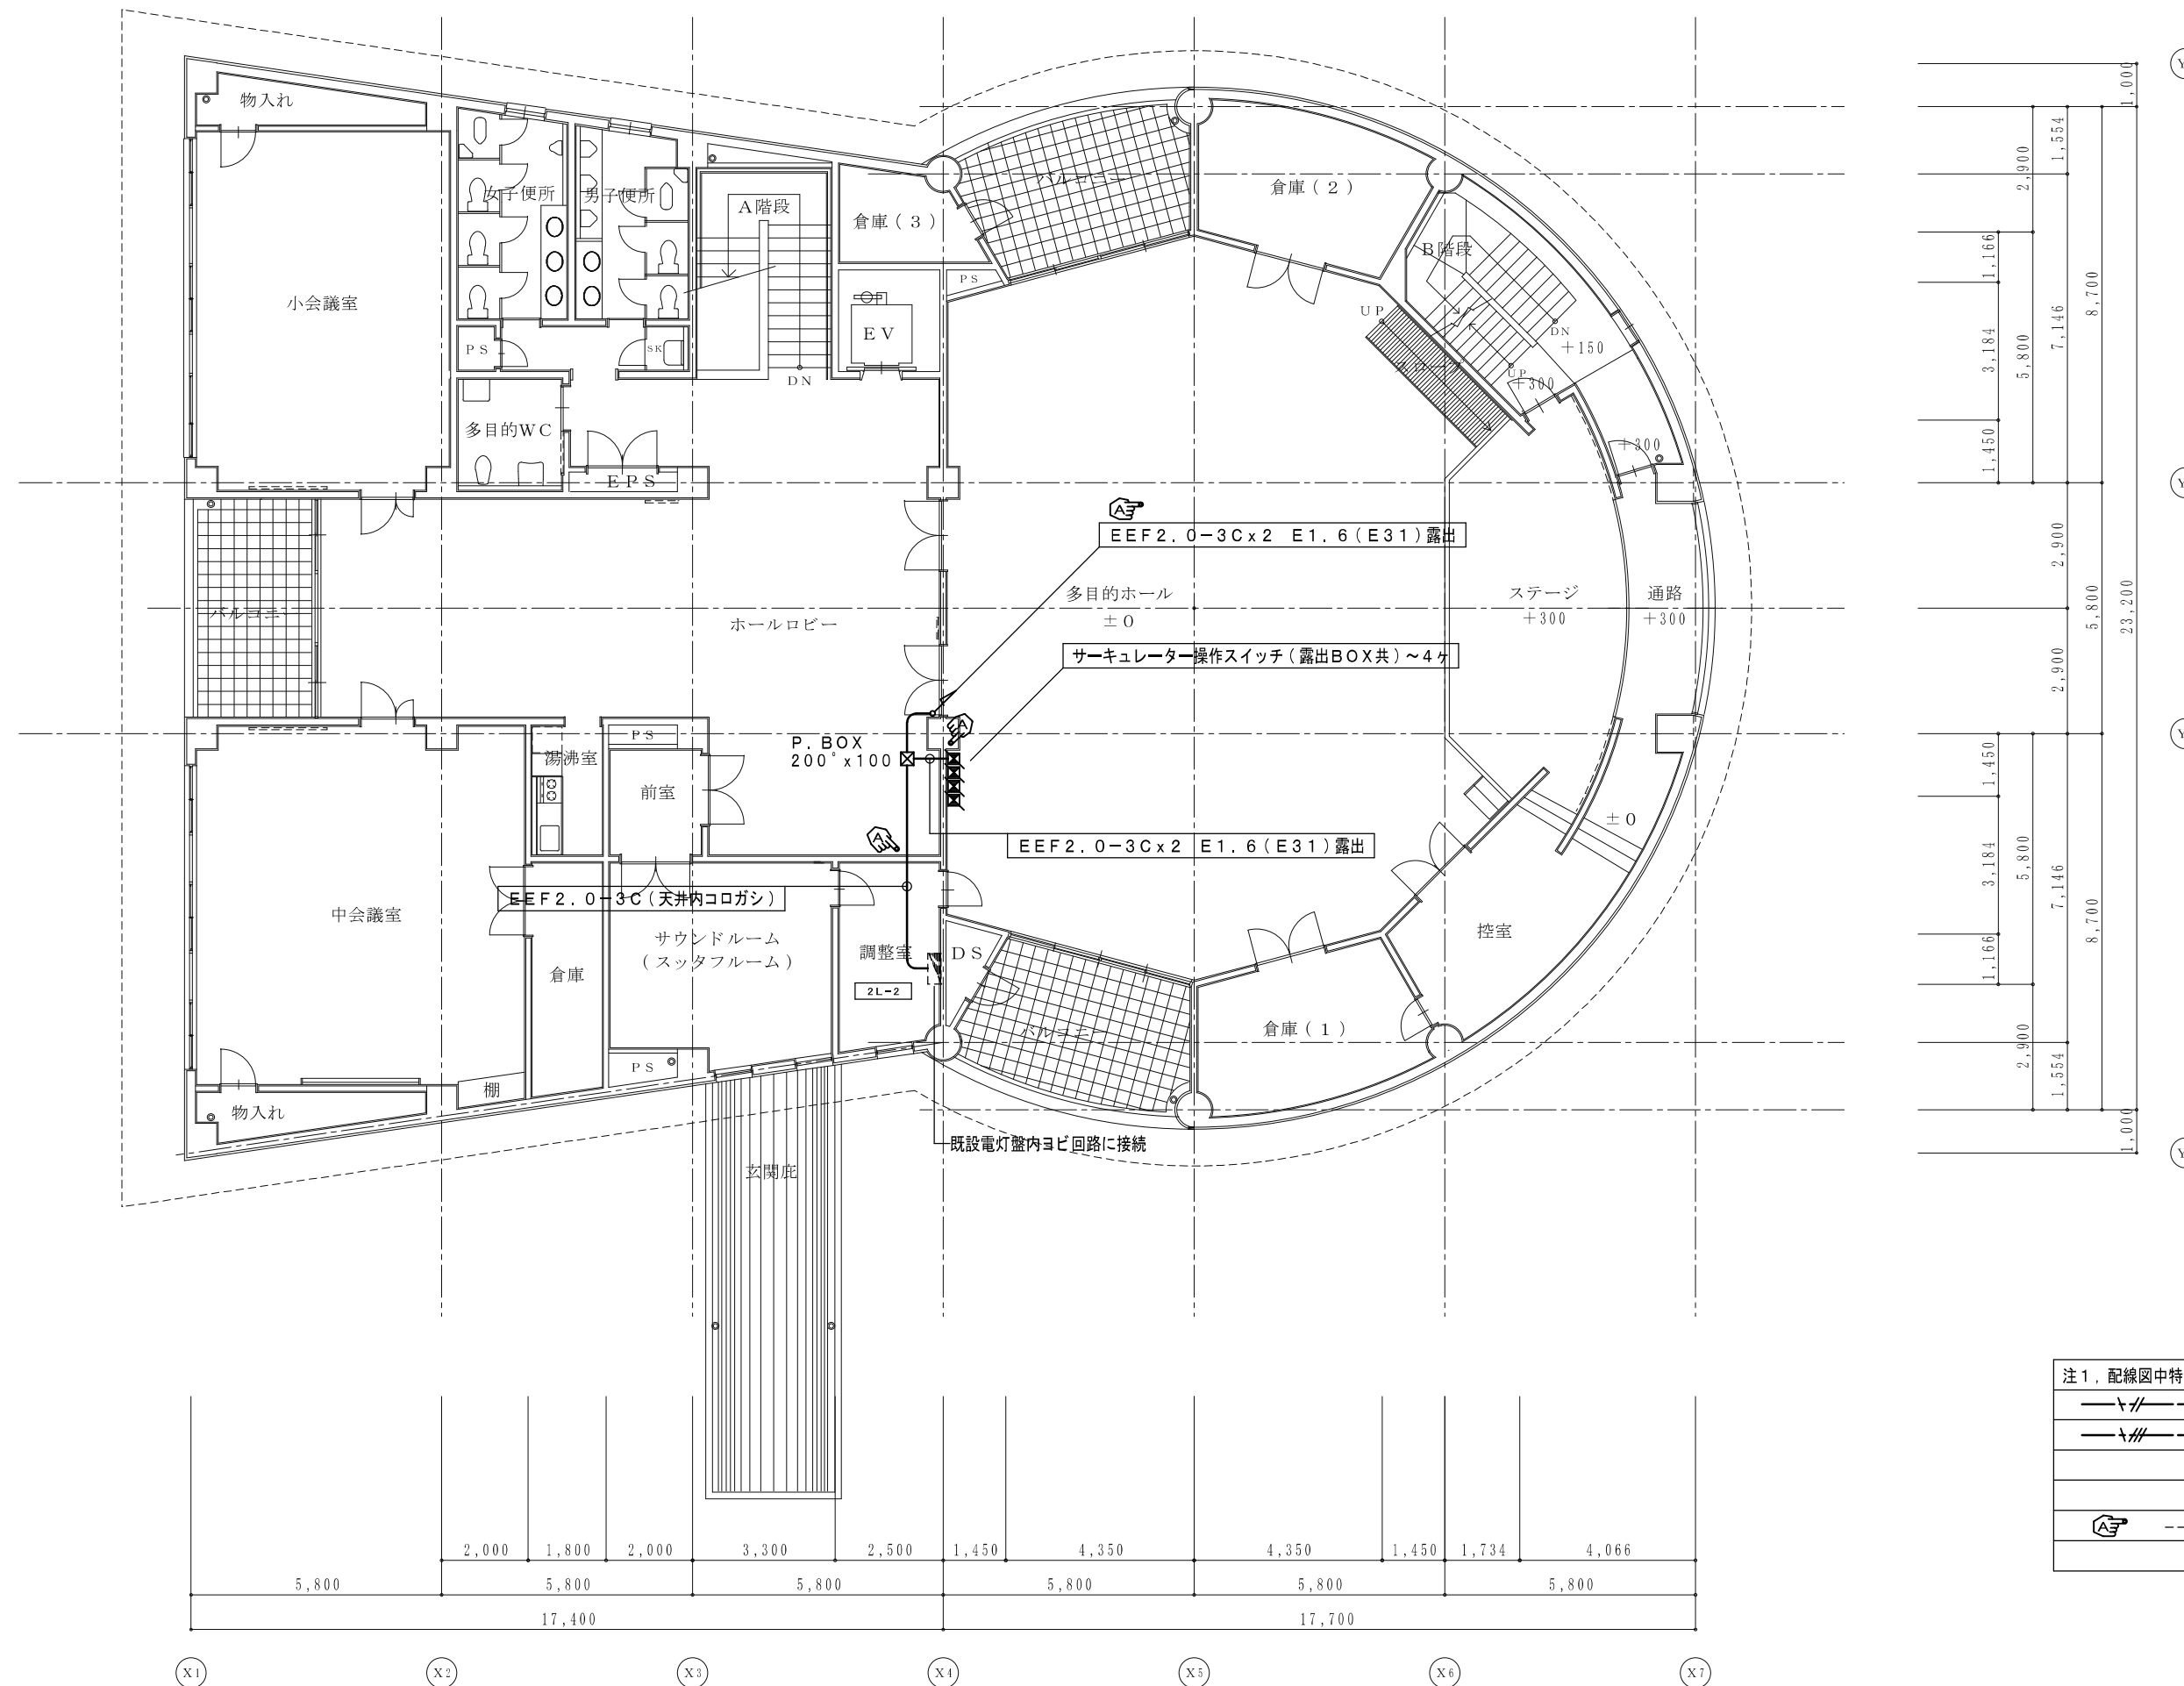 物入れ
女子便所
男子便所
A階段
倉庫(3)
バルコニー
倉庫(2)
B階段
小会議室
PS
SK
EV
PS
DN
UP
DN
+150
UP
+300
スロープ
多目的WC
EPS
+300
EEF2.0-3Cx2 E1.6(E31)露出
バルコニー
ホールロビー
多目的ホール
±0
ステージ
+300
通路
+300
サーキュレーター操作スイッチ(露出BOX共)~4ヶ
湯沸室
PS
前室
P.BOX
200°x100
EEF2.0-3Cx2 E1.6(E31)露出
±0
EEF2.0-3C(天井内コロガシ)
中会議室
倉庫
サウンドルーム
(スッタフルーム)
調整室
DS
2L-2
控室
バルコニー
倉庫(1)
PS
棚
物入れ
既設電灯盤内ヨビ回路に接続
玄関庇
1,000
1,554
2,900
1,166
8,700
7,146
3,184
5,800
1,450
2,900
5,800
23,200
2,900
1,450
3,184
5,800
7,146
8,700
1,166
2,900
1,554
1,000
注1.配線図中特
A
2,000 1,800 2,000 3,300 2,500 1,450 4,350 4,350 1,450 1,734 4,066
5,800 5,800 5,800 5,800 5,800 5,800
17,400 17,700
X1 X2 X3 X4 X5 X6 X7